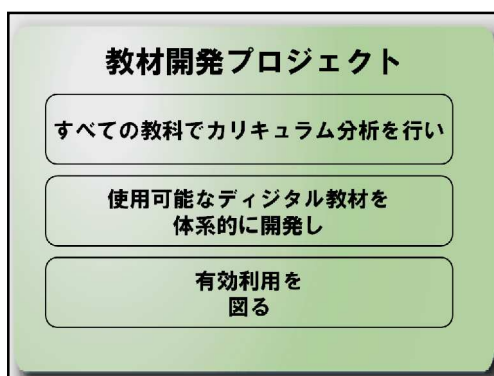 教材開発プロジェクト
すべての教科でカリキュラム分析を行い
使用可能なディジタル教材を
体系的に開発し
有効利用を
図る